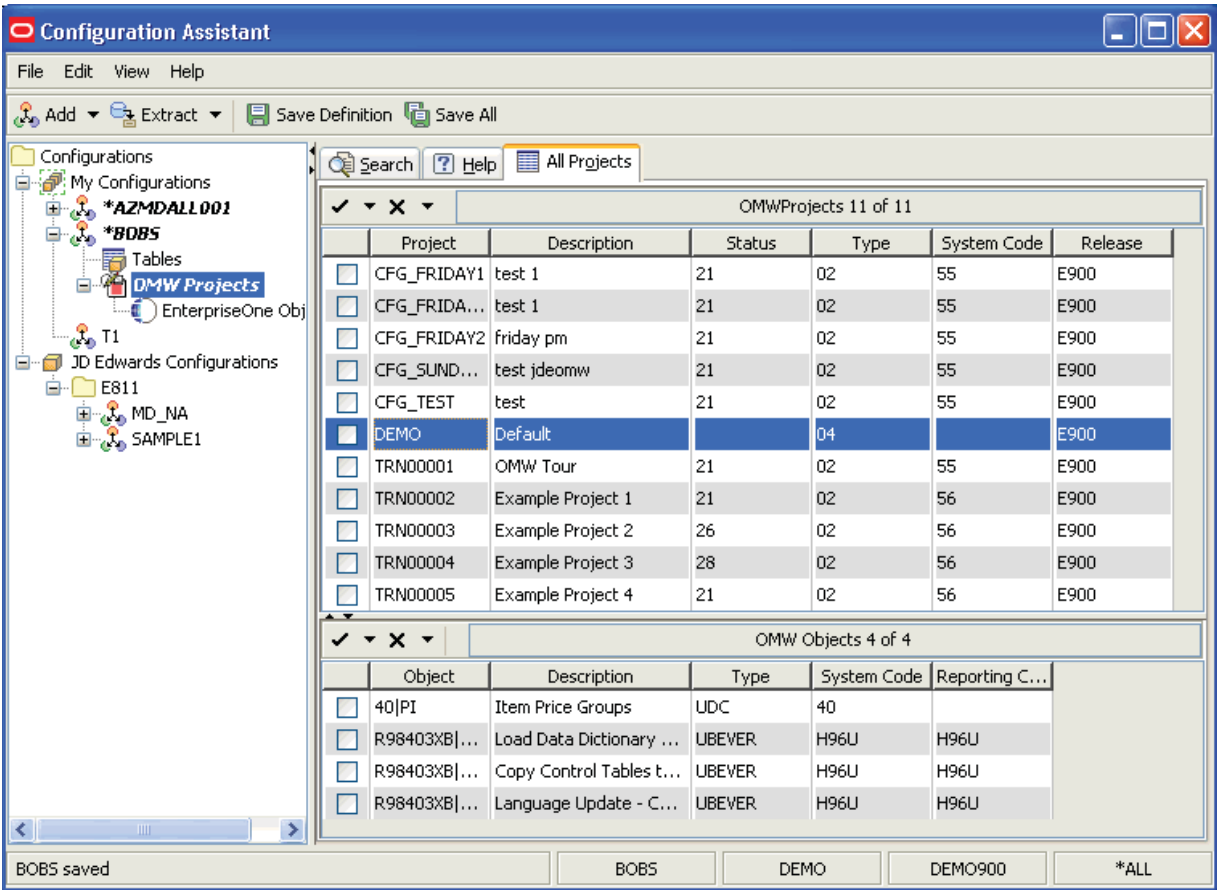 Configuration Assistant
File Edit View Help
Add Extract Save Definition Save All
Configurations
My Configurations
*AZMDALL001
*BOBS
Tables
OMW Projects
EnterpriseOne Obj
T1
JD Edwards Configurations
E811
MD_NA
SAMPLE1
Search Help All Projects
OMWProjects 11 of 11
Project Description Status Type System Code Release
CFG_FRIDAY1 test 1 21 02 55 E900
CFG_FRIDA... test 1 21 02 55 E900
CFG_FRIDAY2 friday pm 21 02 55 E900
CFG_SUND... test jdeomw 21 02 55 E900
CFG_TEST test 21 02 55 E900
DEMO Default 04 E900
TRN00001 OMW Tour 21 02 55 E900
TRN00002 Example Project 1 21 02 56 E900
TRN00003 Example Project 2 26 02 56 E900
TRN00004 Example Project 3 28 02 56 E900
TRN00005 Example Project 4 21 02 56 E900
OMW Objects 4 of 4
Object Description Type System Code Reporting C...
40|PI Item Price Groups UDC 40
R98403XB|... Load Data Dictionary ... UBEVER H96U H96U
R98403XB|... Copy Control Tables t... UBEVER H96U H96U
R98403XB|... Language Update - C... UBEVER H96U H96U
BOBS saved BOBS DEMO DEMO900 *ALL